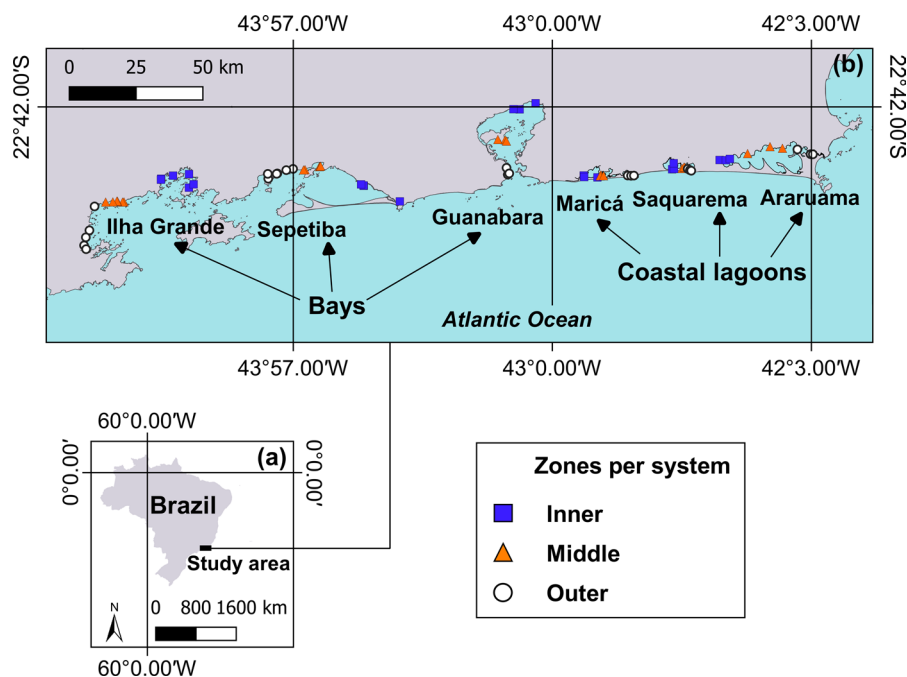 43°57.00′W 43°0.00′W 42°3.00′W
0 25 50 km
(b)
22°42.00′S
22°42.00′S
Ilha Grande
Sepetiba
Guanabara
Maricá
Saquarema
Araruama
Bays
Coastal lagoons
Atlantic Ocean
43°57.00′W 43°0.00′W 42°3.00′W
60°0.00′W
(a)
0°0.00′
0°0.00′
Brazil
Study area
N
0 800 1600 km
60°0.00′W
Zones per system
Inner
Middle
Outer